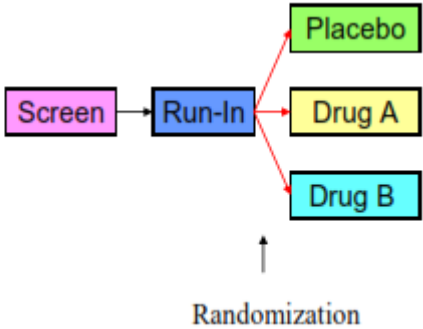 Placebo
Screen
Run-In
Drug A
Drug B
Randomization